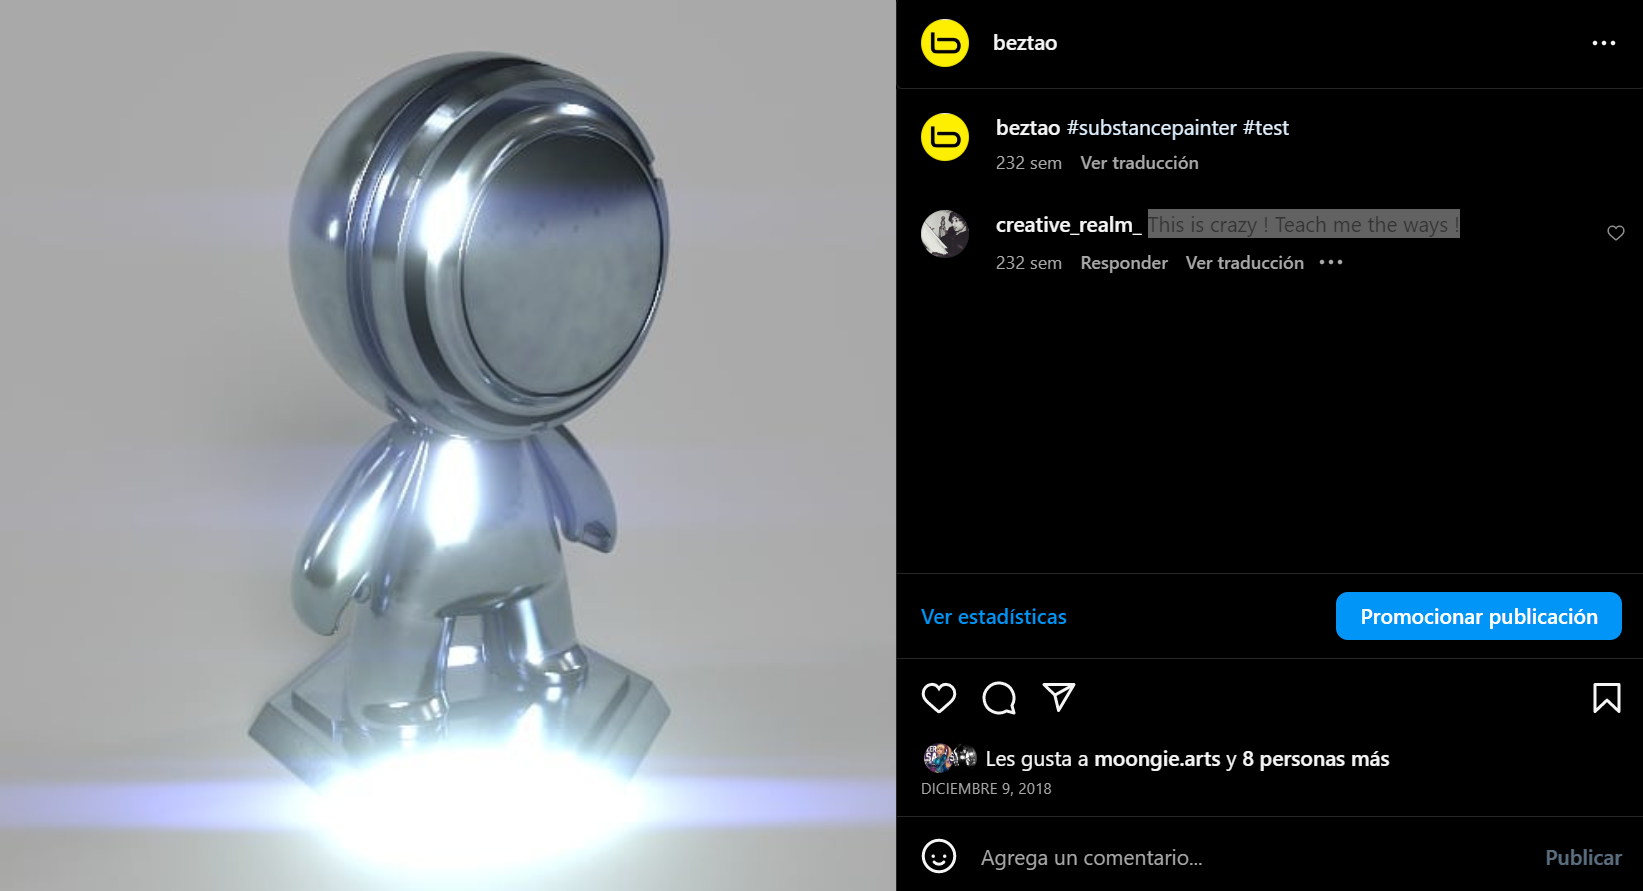 beztao
beztao #substancepainter #test
232 sem Ver traducción
creative_realm_ This is crazy ! Teach me the ways !
232 sem Responder Ver traducción
Ver estadísticas
Promocionar publicación
Les gusta a moongie.arts y 8 personas más
DICIEMBRE 9, 2018
Agrega un comentario...
Publicar